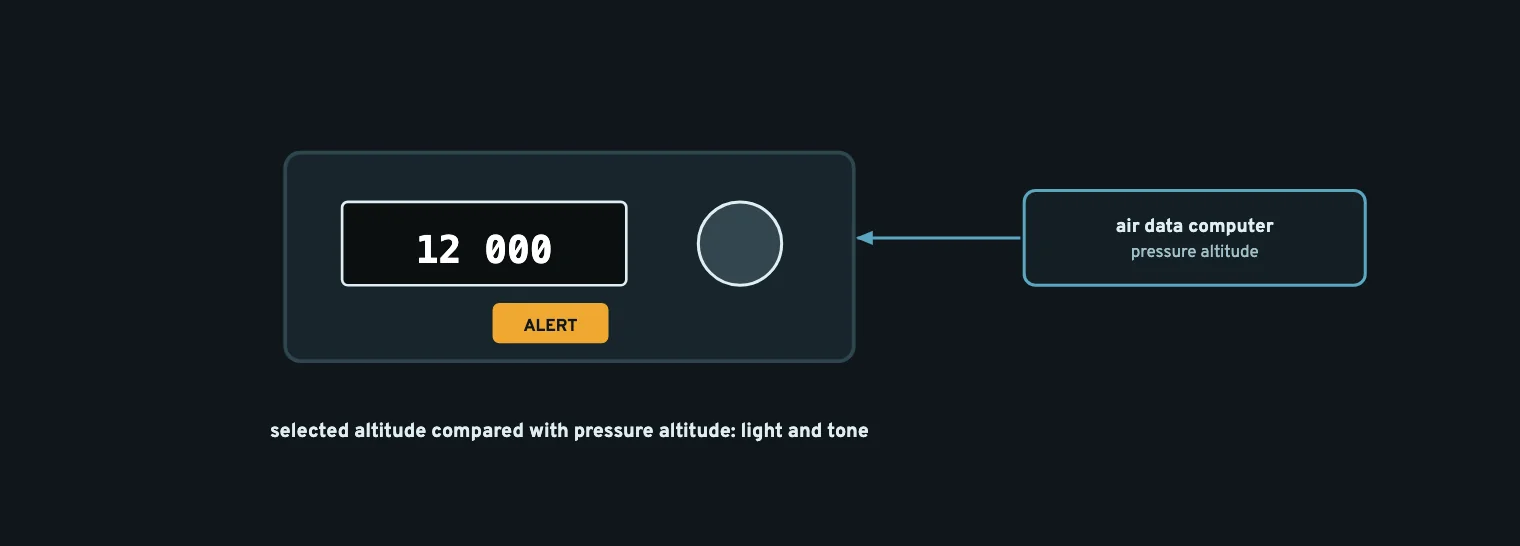 12 000
ALERT
air data computer
pressure altitude
selected altitude compared with pressure altitude: light and tone